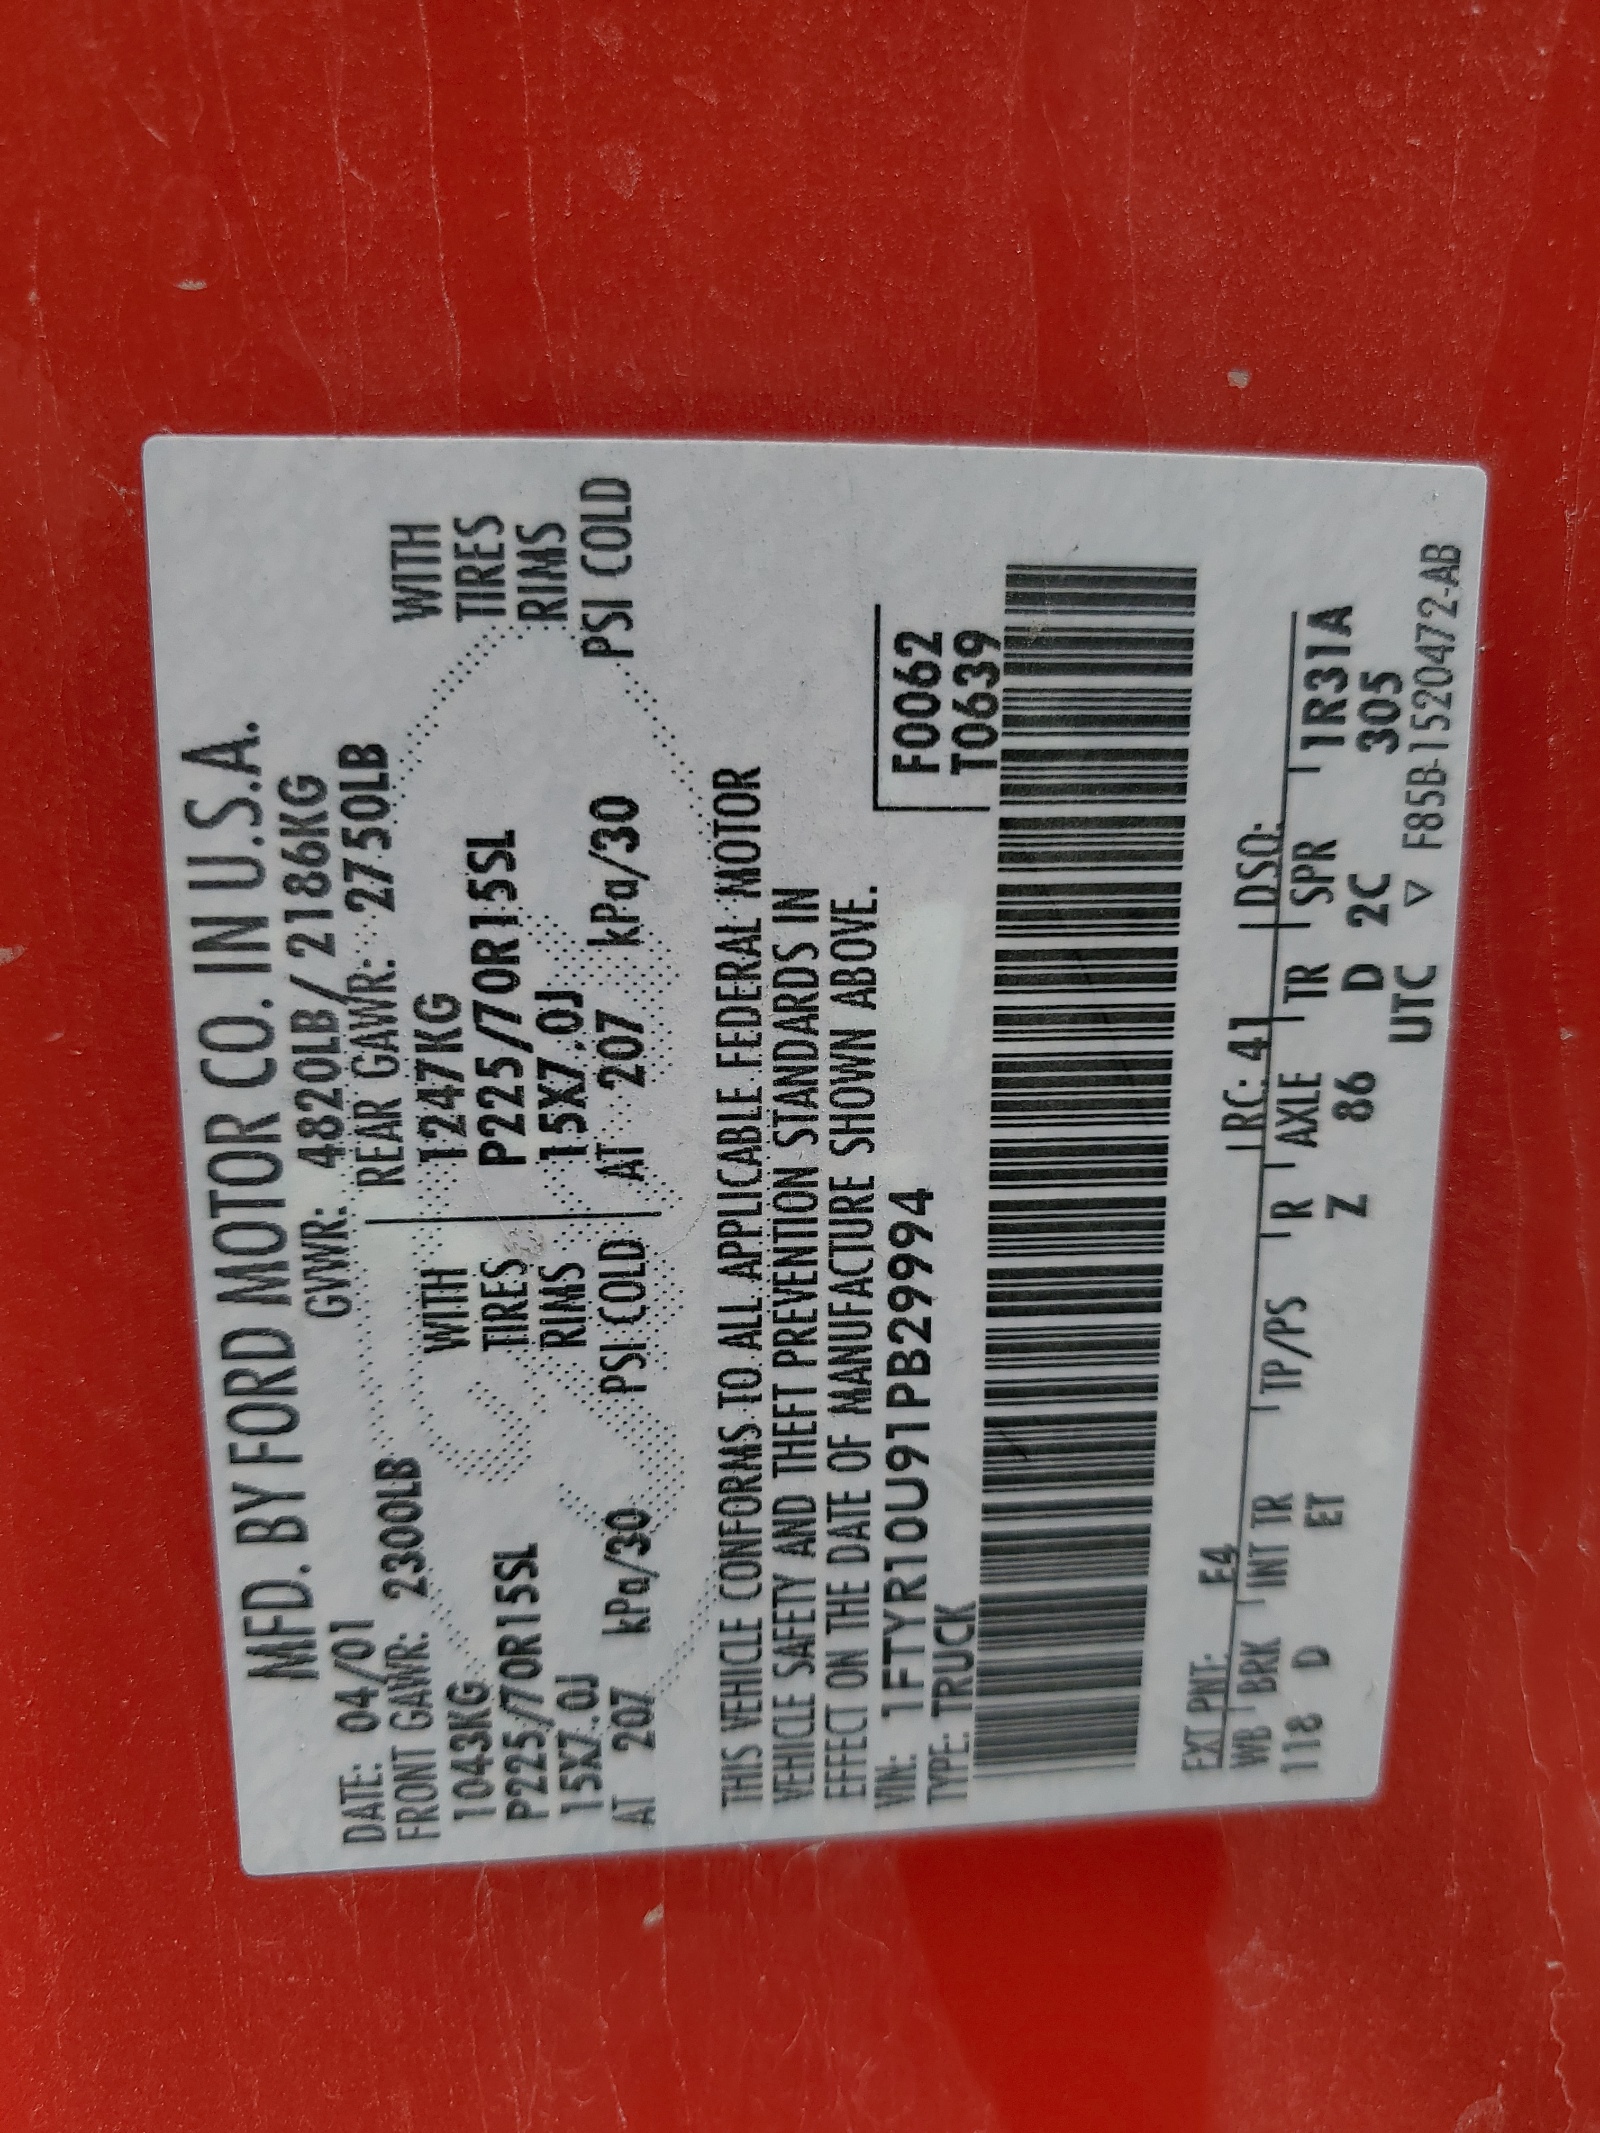 MFD. BY FORD MOTOR CO. IN U.S.A.
DATE: 04/01 GVWR: 4820LB/ 2186KG
FRONT GAWR: 2300LB REAR GAWR: 2750LB
1043KG WITH 1247KG WITH
P225/70R15SL TIRES P225/70R15SL TIRES
15X7.0J RIMS 15X7.0J RIMS
AT 207 kPa/30 PSI COLD AT 207 kPa/30 PSI COLD
THIS VEHICLE CONFORMS TO ALL APPLICABLE FEDERAL MOTOR
VEHICLE SAFETY AND THEFT PREVENTION STANDARDS IN
EFFECT ON THE DATE OF MANUFACTURE SHOWN ABOVE.
VIN: 1FTYR10U91PB29994 F0062
TYPE: TRUCK T0639
EXT PNT: E4 RC: 41 DSO:
WB BRK INT TR TP/PS R AXLE TR SPR 1R31A
118 D ET Z 86 D 2C 305
UTC ▽ F85B-1520472-AB